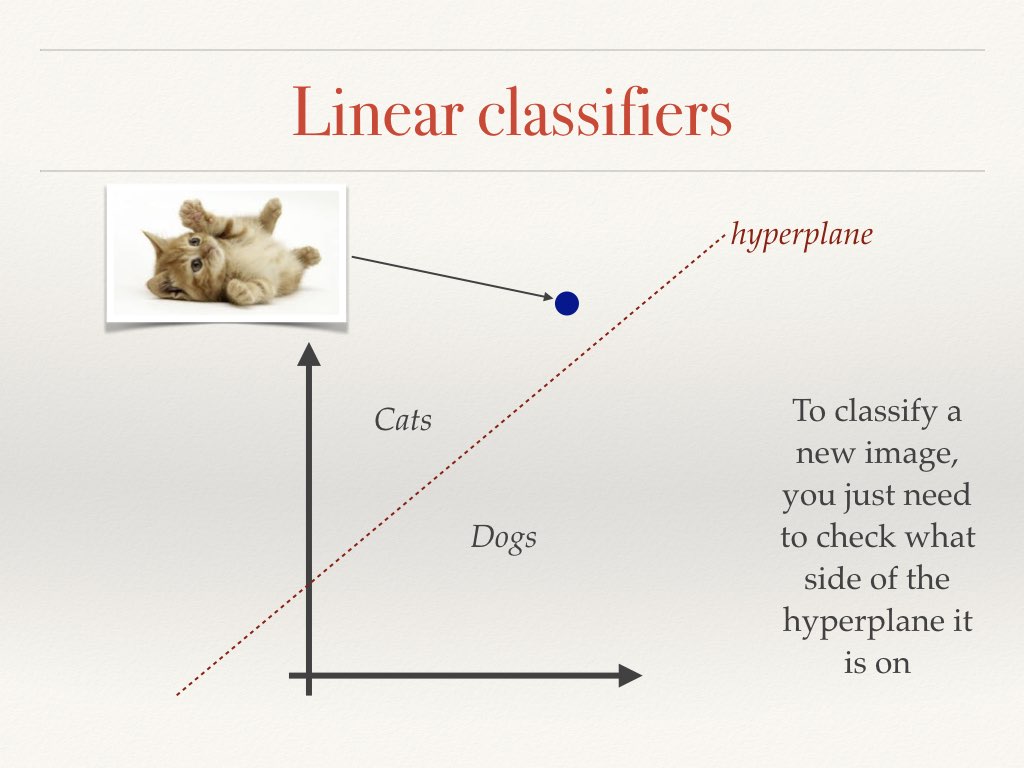 Linear classifiers
hyperplane
Cats
Dogs
To classify a
new image,
you just need
to check what
side of the
hyperplane it
is on